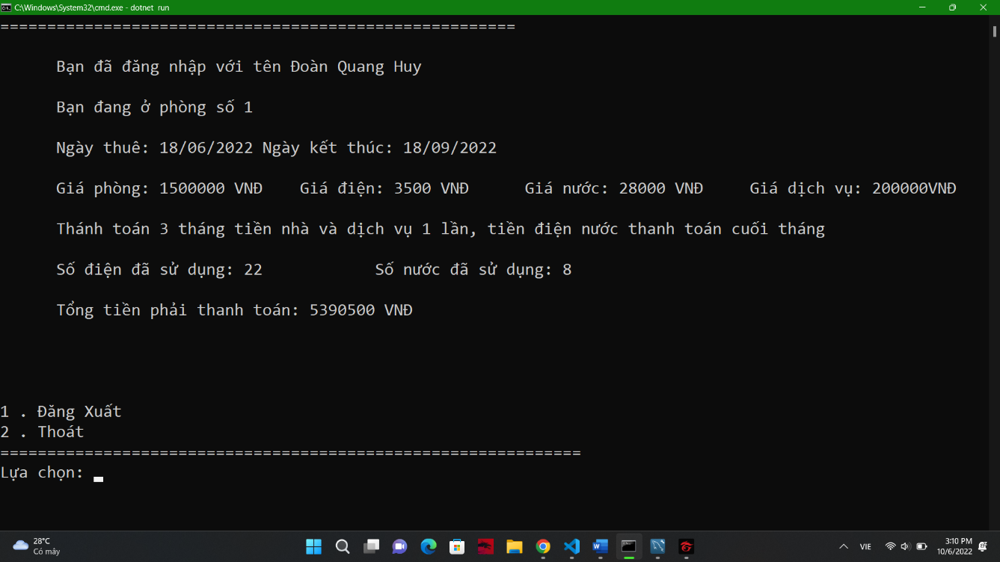 C:\Windows\System32\cmd.exe - dotnet run
=======================================================
Bạn đã đăng nhập với tên Đoàn Quang Huy
Bạn đang ở phòng số 1
Ngày thuê: 18/06/2022 Ngày kết thúc: 18/09/2022
Giá phòng: 1500000 VNĐ    Giá điện: 3500 VNĐ      Giá nước: 28000 VNĐ     Giá dịch vụ: 200000VNĐ
Thánh toán 3 tháng tiền nhà và dịch vụ 1 lần, tiền điện nước thanh toán cuối tháng
Số điện đã sử dụng: 22            Số nước đã sử dụng: 8
Tổng tiền phải thanh toán: 5390500 VNĐ
1 . Đăng Xuất
2 . Thoát
==============================================================
Lựa chọn:
28°C
Có mây
VIE
3:10 PM
10/6/2022